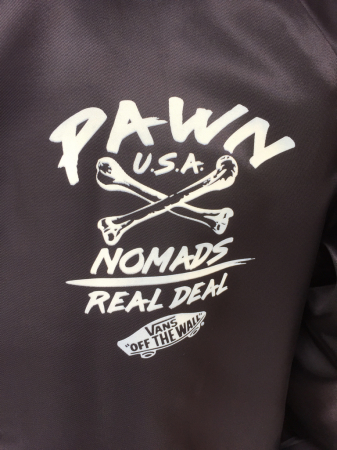 PAWN
U.S.A.
NOMADS
REAL DEAL
VANS
"OFF THE WALL"